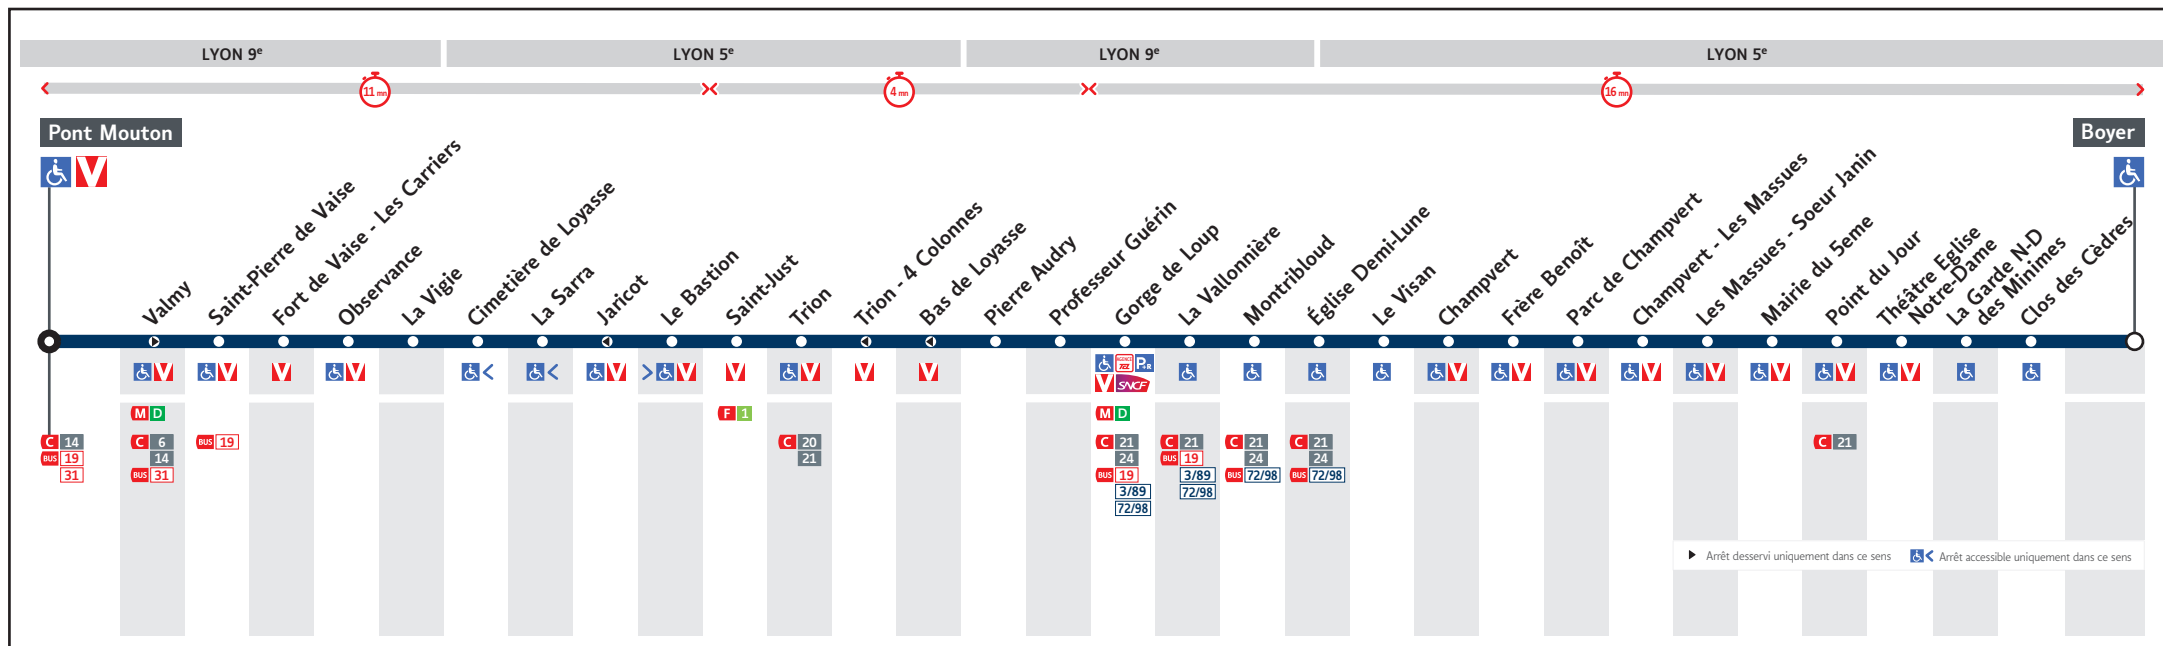 LYON 9e
LYON 5e
LYON 9e
LYON 5e
11 mn
4 mn
16 mn
Pont Mouton
Boyer
V
Valmy
Saint-Pierre de Vaise
Fort de Vaise - Les Carriers
Observance
La Vigie
Cimetière de Loyasse
La Sarra
Jaricot
Le Bastion
Saint-Just
Trion
Trion - 4 Colonnes
Bas de Loyasse
Pierre Audry
Professeur Guérin
Gorge de Loup
La Vallonnière
Montribloud
Église Demi-Lune
Le Visan
Champvert
Frère Benoît
Parc de Champvert
Champvert - Les Massues
Les Massues - Soeur Janin
Mairie du 5eme
Point du Jour
Théâtre Eglise
Notre-Dame
La Garde N-D
des Minimes
Clos des Cèdres
V V V V V V V V V V AGENCE TCL P+R V V V V V V V V
V SNCF
M D F 1 M D
C 14 C 6 BUS 19 C 20 C 21 C 21 C 21 C 21 C 21
BUS 19 14 21 24 BUS 19 24 24
31 BUS 31 BUS 19 3/89 BUS 72/98 BUS 72/98
3/89 72/98
72/98
Arrêt desservi uniquement dans ce sens
Arrêt accessible uniquement dans ce sens